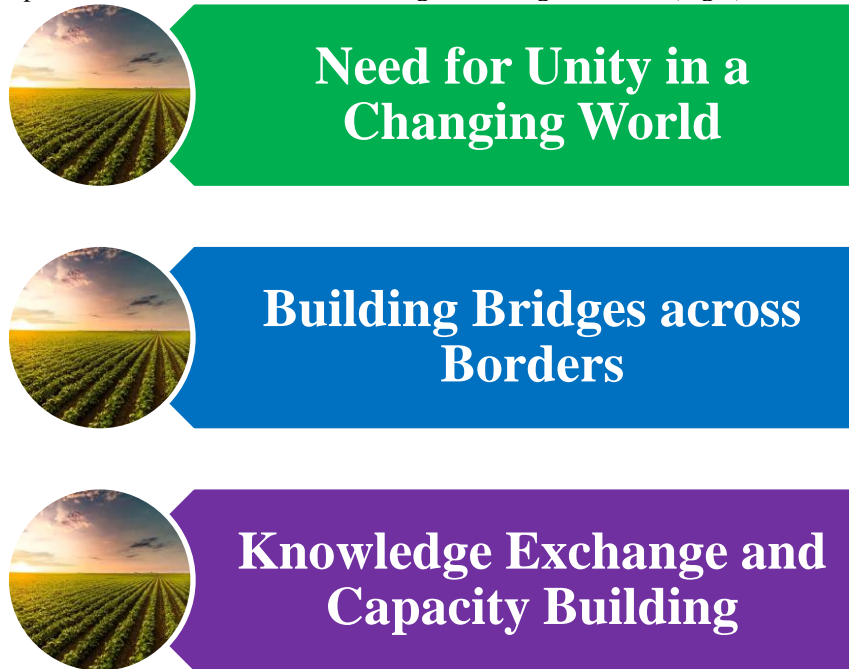 Need for Unity in a
Changing World
Building Bridges across
Borders
Knowledge Exchange and
Capacity Building